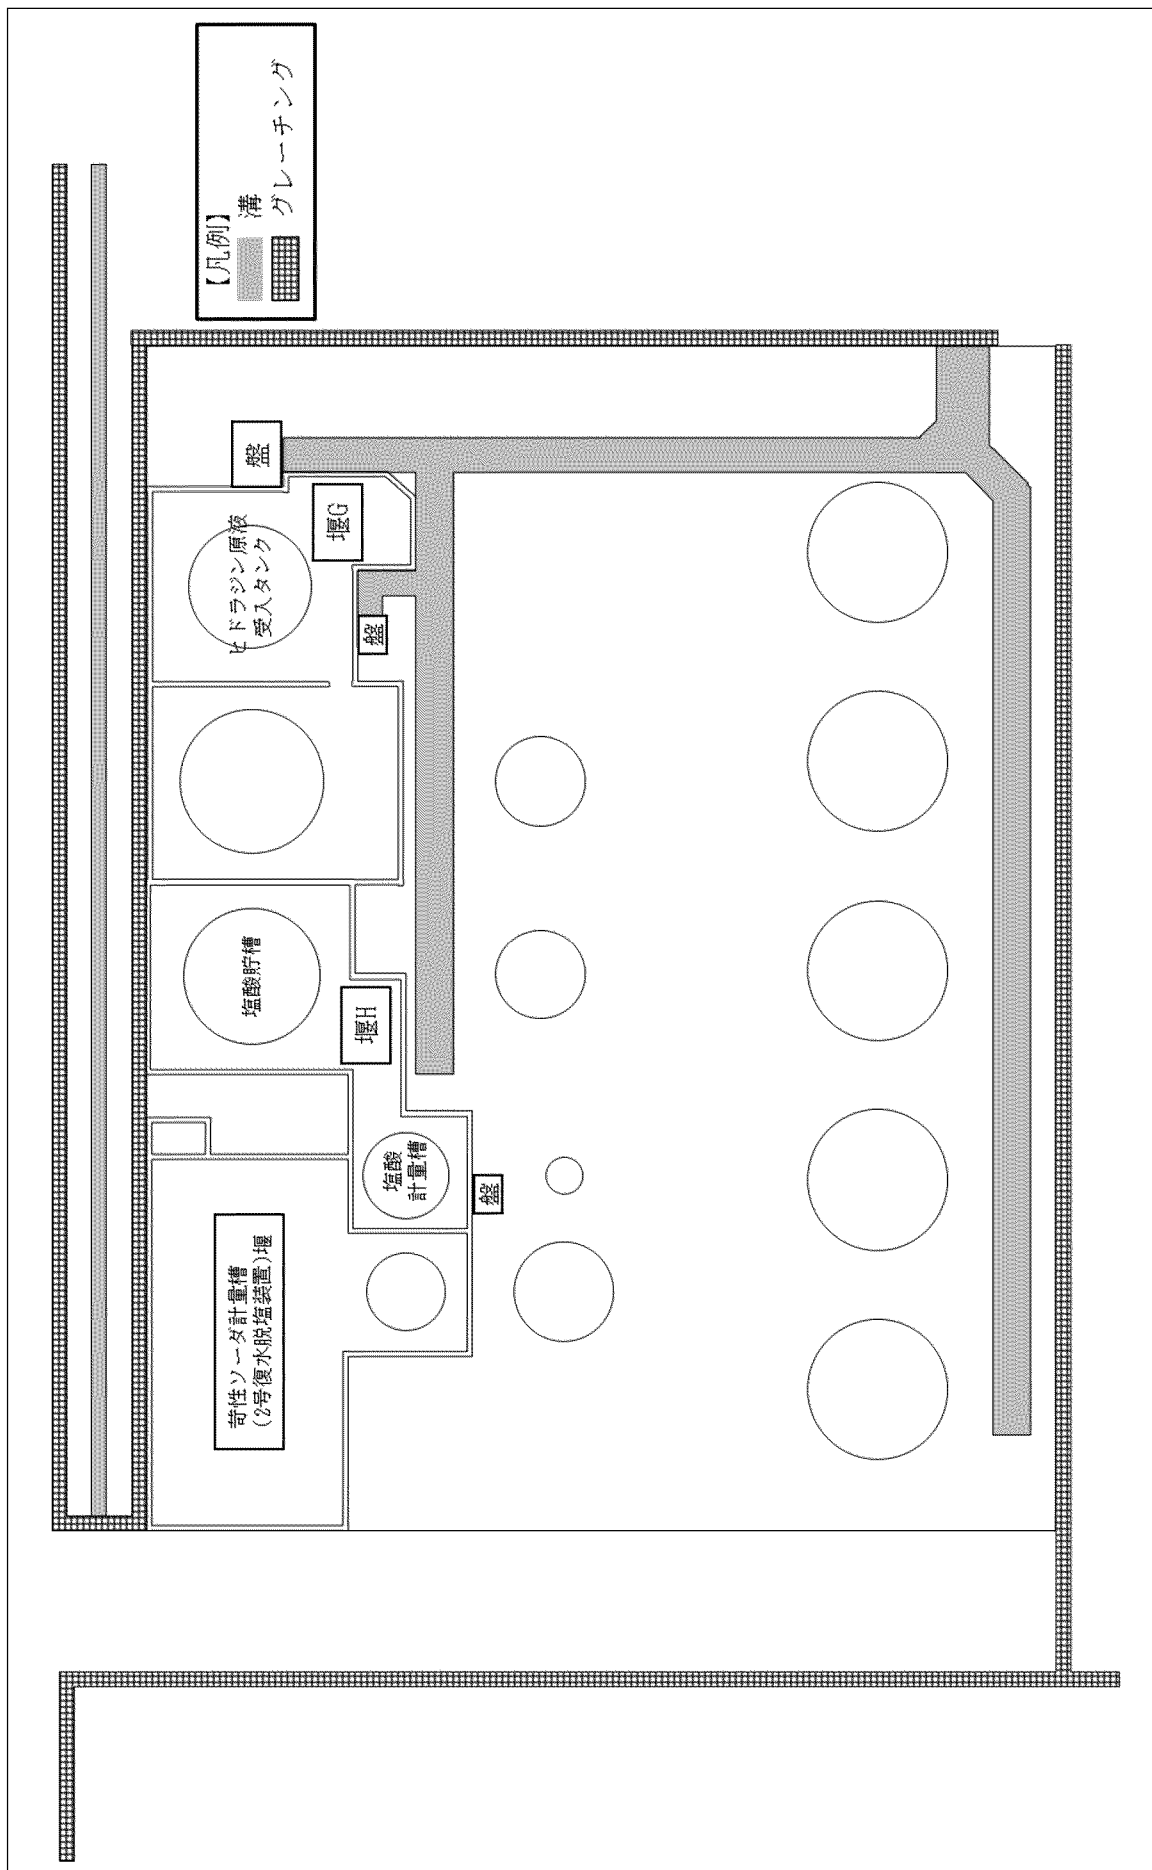 【凡例】
溝
グレーチング
盤
堰G
ヒドラジン原液
受入タンク
盤
塩酸貯槽
堰H
塩酸
計量槽
盤
苛性ソーダ計量槽
(2号復水脱塩装置)堰